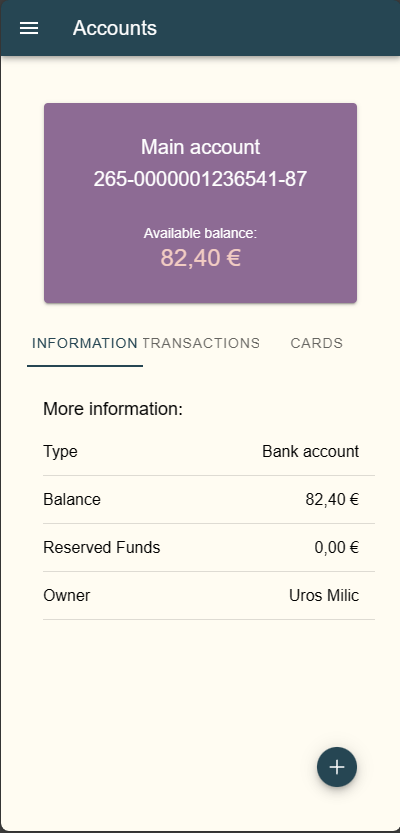 Accounts
Main account
265-0000001236541-87
Available balance:
82,40 €
INFORMATION TRANSACTIONS CARDS
More information:
Type Bank account
Balance 82,40 €
Reserved Funds 0,00 €
Owner Uros Milic